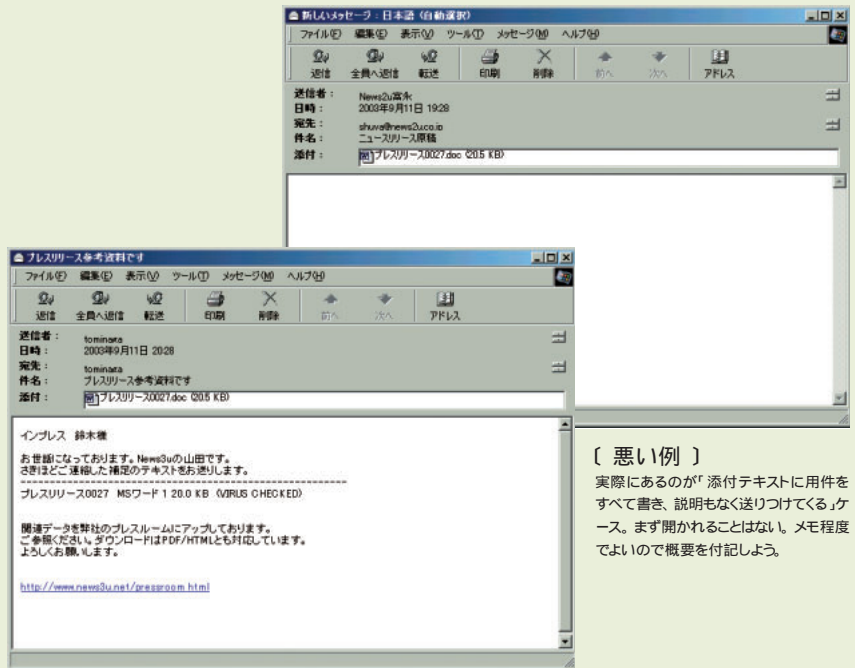 新しいメッセージ : 日本語 (自動選択)
ファイル(F) 編集(E) 表示(V) ツール(T) メッセージ(M) ヘルプ(H)
返信 全員へ返信 転送 印刷 削除 前へ 次へ アドレス
送信者 : News2u富永
日時 : 2003年9月11日 19:28
宛先 :
件名 : ニュースリリース原稿
添付 : プレスリリース0027.doc (20.5 KB)
プレスリリース参考資料です
ファイル(F) 編集(E) 表示(V) ツール(T) メッセージ(M) ヘルプ(H)
返信 全員へ返信 転送 印刷 削除 前へ 次へ アドレス
送信者 : tominaga
日時 : 2003年9月11日 20:28
宛先 : tominaga
件名 : プレスリリース参考資料です
添付 : プレスリリース0027.doc (20.5 KB)
インプレス 鈴木様
お世話になっております。News3uの山田です。
さきほどご連絡した補足のテキストをお送りします。
------------------------------------------------------------
プレスリリース0027 MSワード 1 20.0 KB (VIRUS CHECKED)
関連データを弊社のプレスルームにアップしております。
ご参照ください。ダウンロードはPDF/HTMLとも対応しています。
よろしくお願いします。
http://www.news3u.net/pressroom.html
〔 悪い例 〕
実際にあるのが「添付テキストに用件を
すべて書き、説明もなく送りつけてくる」ケ
ース。まず開かれることはない。メモ程度
でよいので概要を付記しよう。